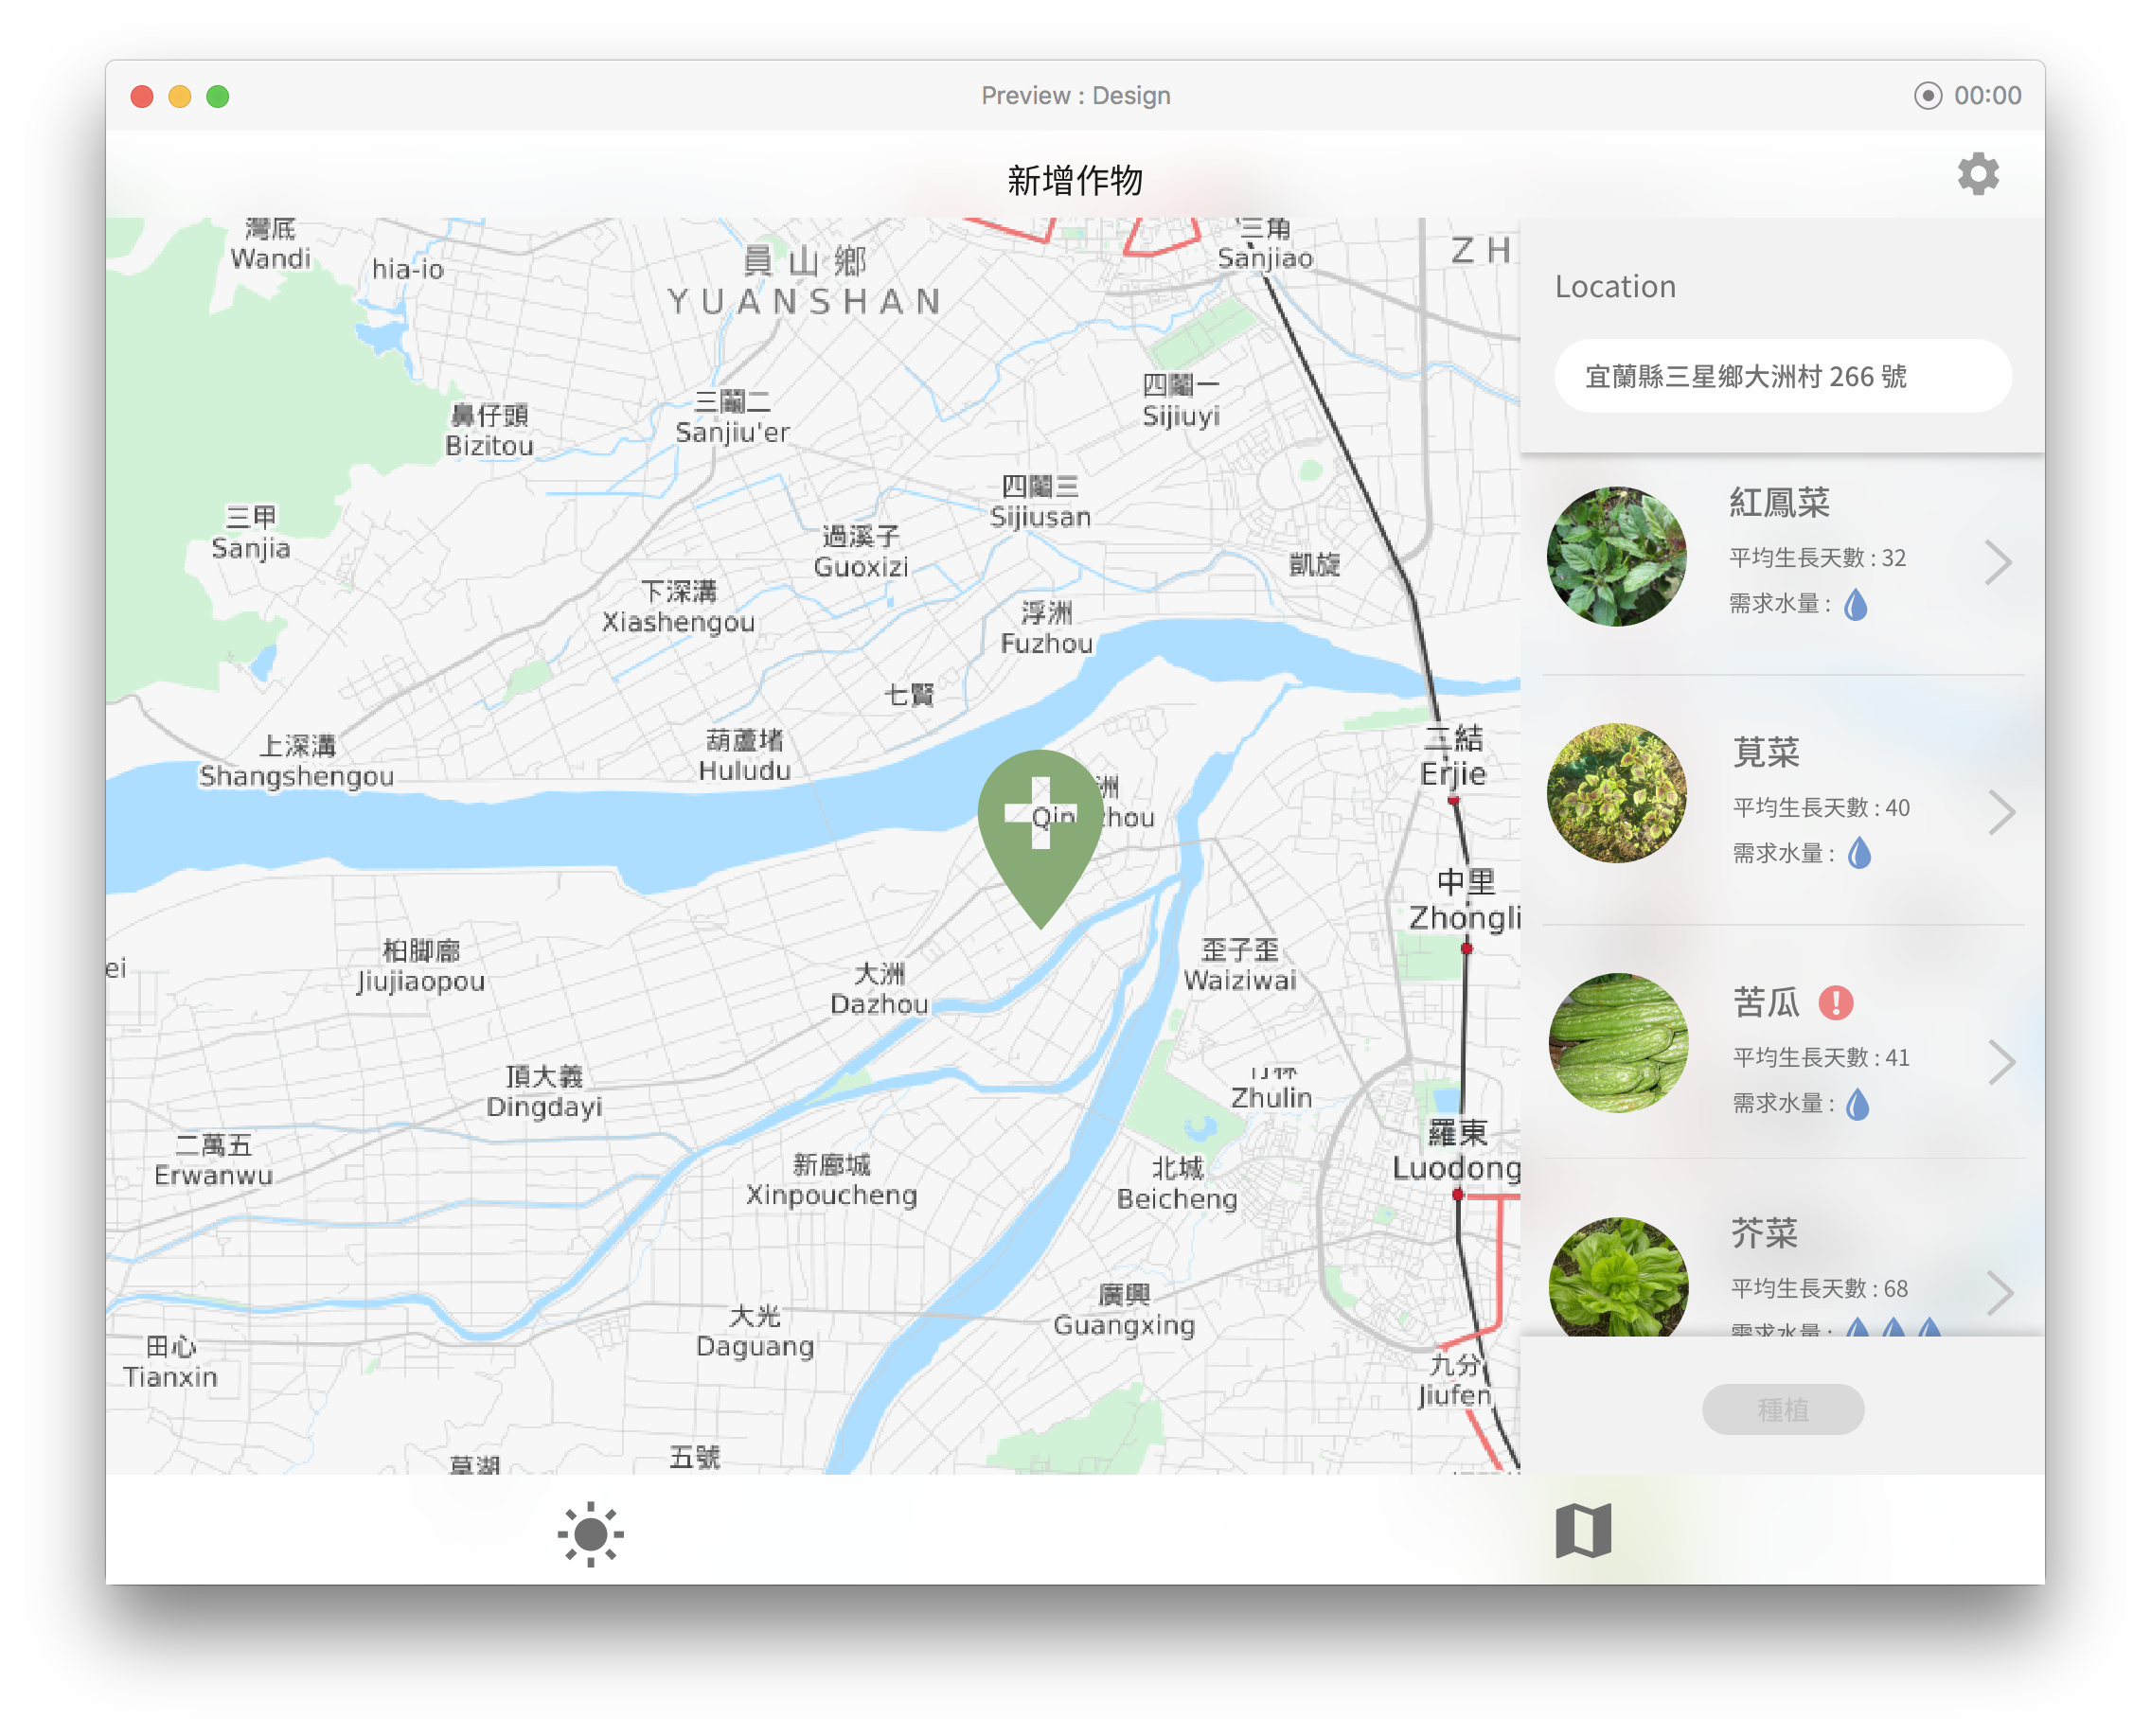 Preview : Design
00:00
新增作物
灣底
Wandi
hia-io
員山鄉
YUANSHAN
三角
Sanjiao
ZH
鼻仔頭
Bizitou
三鬮二
Sanjiu'er
四鬮一
Sijiuyi
三甲
Sanjia
四鬮三
Sijiusan
過溪子
Guoxizi
凱旋
下深溝
Xiashengou
浮洲
Fuzhou
七賢
上深溝
Shangshengou
葫蘆堵
Huludu
洲
二結
Erjie
中里
Zhongli
ei
柏腳廍
Jiujiaopou
大洲
Dazhou
歪子歪
Waiziwai
頂大義
Dingdayi
Zhulin
二萬五
Erwanwu
新廍城
Xinpoucheng
北城
Beicheng
羅東
Luodong
田心
Tianxin
大光
Daguang
廣興
Guangxing
九分
Jiufen
草湖
五號
Location
宜蘭縣三星鄉大洲村 266 號
紅鳳菜
平均生長天數 : 32
需求水量 :
莧菜
平均生長天數 : 40
需求水量 :
苦瓜
平均生長天數 : 41
需求水量 :
芥菜
平均生長天數 : 68
需求水量 :
種植